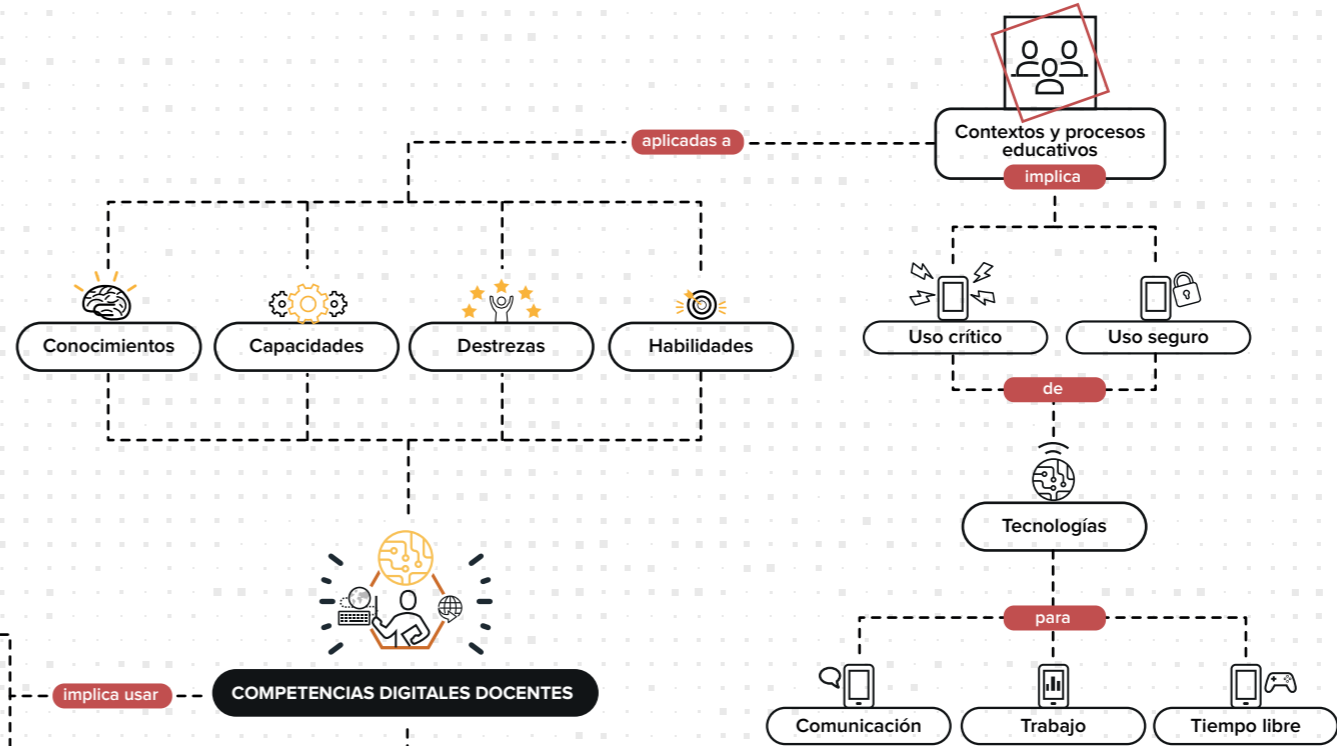 aplicadas a
Contextos y procesos
educativos
implica
Conocimientos
Capacidades
Destrezas
Habilidades
Uso crítico
Uso seguro
de
Tecnologías
para
implica usar
COMPETENCIAS DIGITALES DOCENTES
Comunicación
Trabajo
Tiempo libre